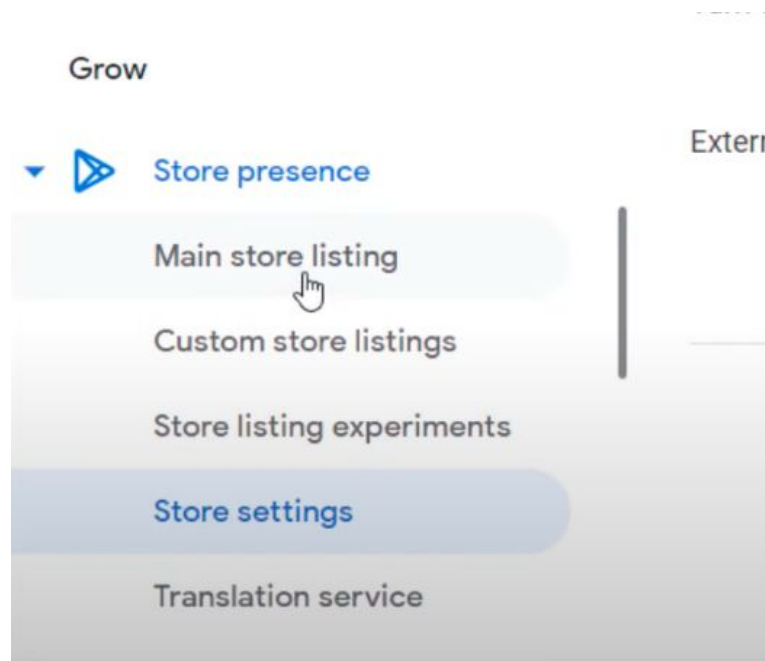 Grow
Store presence
Main store listing
Custom store listings
Store listing experiments
Store settings
Translation service